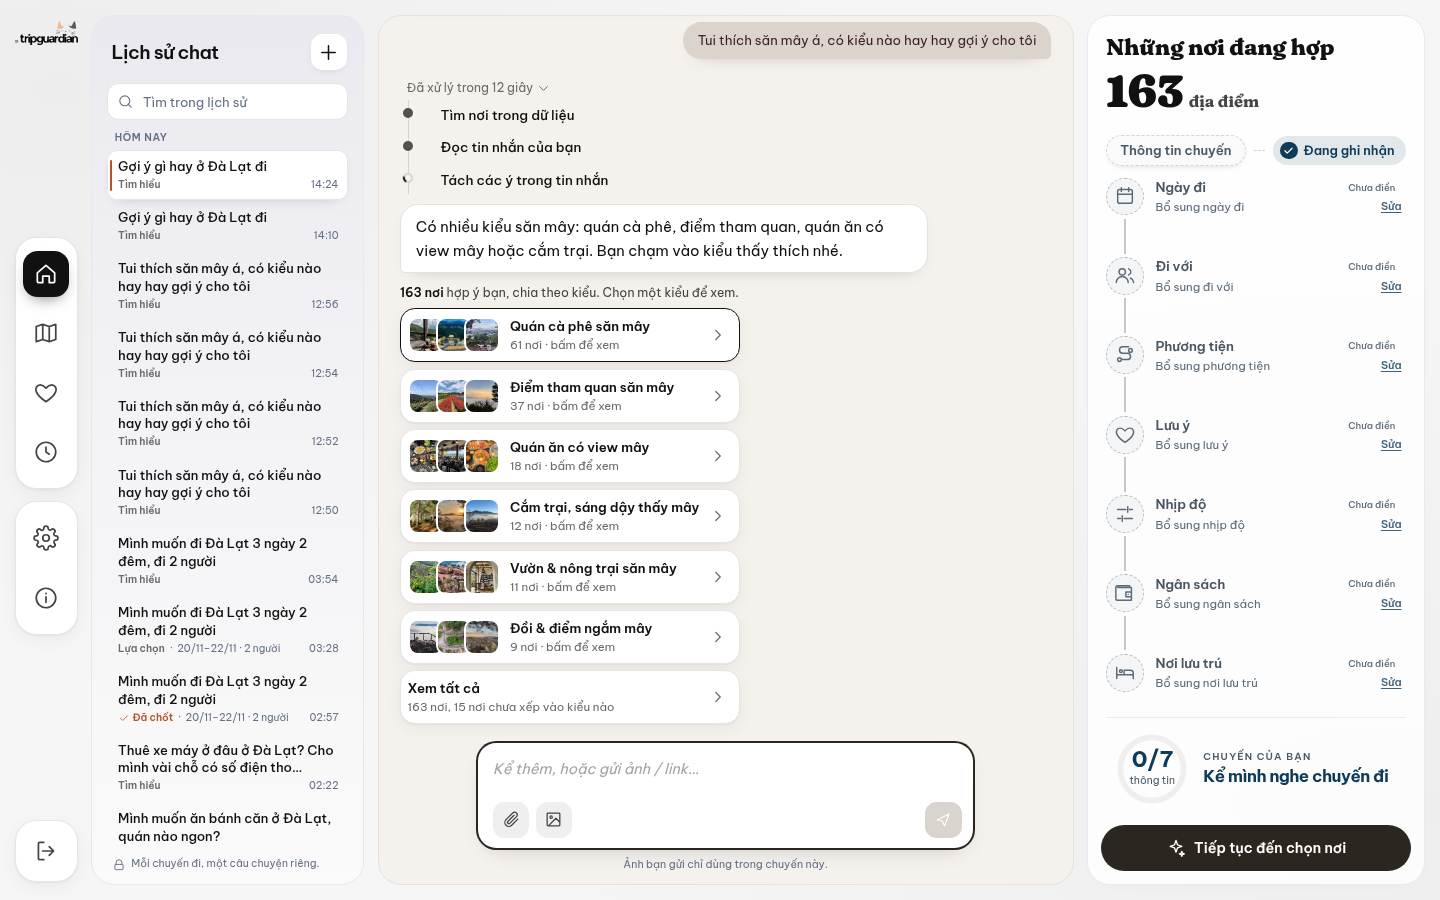 tripguardian
Lịch sử chat
Tìm trong lịch sử
HÔM NAY
Gợi ý gì hay ở Đà Lạt đi
Tìm hiểu 14:24
Gợi ý gì hay ở Đà Lạt đi
Tìm hiểu 14:10
Tui thích săn mây á, có kiểu nào
hay hay gợi ý cho tôi
Tìm hiểu 12:56
Tui thích săn mây á, có kiểu nào
hay hay gợi ý cho tôi
Tìm hiểu 12:54
Tui thích săn mây á, có kiểu nào
hay hay gợi ý cho tôi
Tìm hiểu 12:52
Tui thích săn mây á, có kiểu nào
hay hay gợi ý cho tôi
Tìm hiểu 12:50
Mình muốn đi Đà Lạt 3 ngày 2
đêm, đi 2 người
Tìm hiểu 03:54
Mình muốn đi Đà Lạt 3 ngày 2
đêm, đi 2 người
Lựa chọn · 20/11–22/11 · 2 người 03:28
Mình muốn đi Đà Lạt 3 ngày 2
đêm, đi 2 người
Đã chốt · 20/11–22/11 · 2 người 02:57
Thuê xe máy ở đâu ở Đà Lạt? Cho
mình vài chỗ có số điện tho...
Tìm hiểu 02:22
Mình muốn ăn bánh căn ở Đà Lạt,
quán nào ngon?
Mỗi chuyến đi, một câu chuyện riêng.
Tui thích săn mây á, có kiểu nào hay hay gợi ý cho tôi
Đã xử lý trong 12 giây
Tìm nơi trong dữ liệu
Đọc tin nhắn của bạn
Tách các ý trong tin nhắn
Có nhiều kiểu săn mây: quán cà phê, điểm tham quan, quán ăn có
view mây hoặc cắm trại. Bạn chạm vào kiểu thấy thích nhé.
163 nơi hợp ý bạn, chia theo kiểu. Chọn một kiểu để xem.
Quán cà phê săn mây
61 nơi · bấm để xem
Điểm tham quan săn mây
37 nơi · bấm để xem
Quán ăn có view mây
18 nơi · bấm để xem
Cắm trại, sáng dậy thấy mây
12 nơi · bấm để xem
Vườn & nông trại săn mây
11 nơi · bấm để xem
Đồi & điểm ngắm mây
9 nơi · bấm để xem
Xem tất cả
163 nơi, 15 nơi chưa xếp vào kiểu nào
Kể thêm, hoặc gửi ảnh / link...
Ảnh bạn gửi chỉ dùng trong chuyến này.
Những nơi đang hợp
163 địa điểm
Thông tin chuyến Đang ghi nhận
Ngày đi Chưa điền
Bổ sung ngày đi Sửa
Đi với Chưa điền
Bổ sung đi với Sửa
Phương tiện Chưa điền
Bổ sung phương tiện Sửa
Lưu ý Chưa điền
Bổ sung lưu ý Sửa
Nhịp độ Chưa điền
Bổ sung nhịp độ Sửa
Ngân sách Chưa điền
Bổ sung ngân sách Sửa
Nơi lưu trú Chưa điền
Bổ sung nơi lưu trú Sửa
0/7
thông tin
CHUYẾN CỦA BẠN
Kể mình nghe chuyến đi
Tiếp tục đến chọn nơi